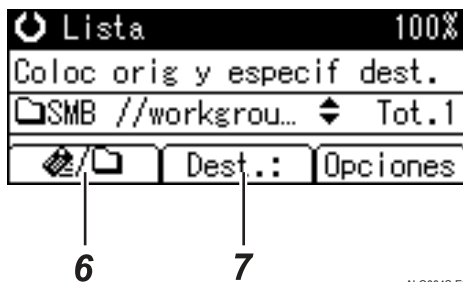 Lista 100%
Coloc orig y especif dest.
SMB //workgrou... Tot.1
/ Dest.: Opciones
6 7